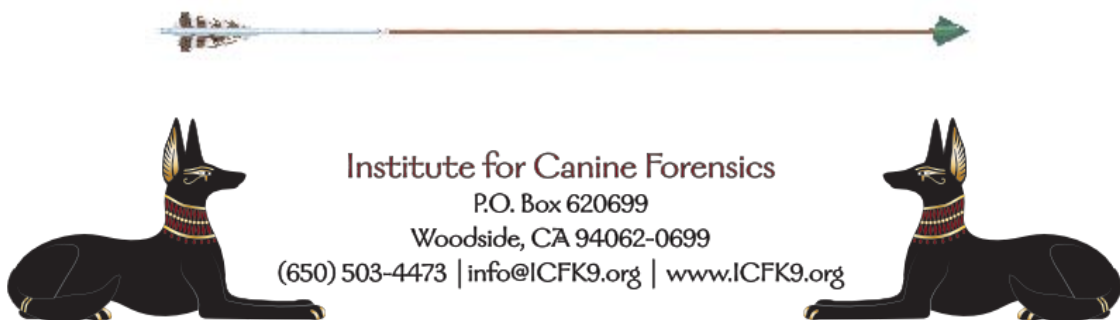 Institute for Canine Forensics
P.O. Box 620699
Woodside, CA 94062-0699
(650) 503-4473 | info@ICFK9.org | www.ICFK9.org